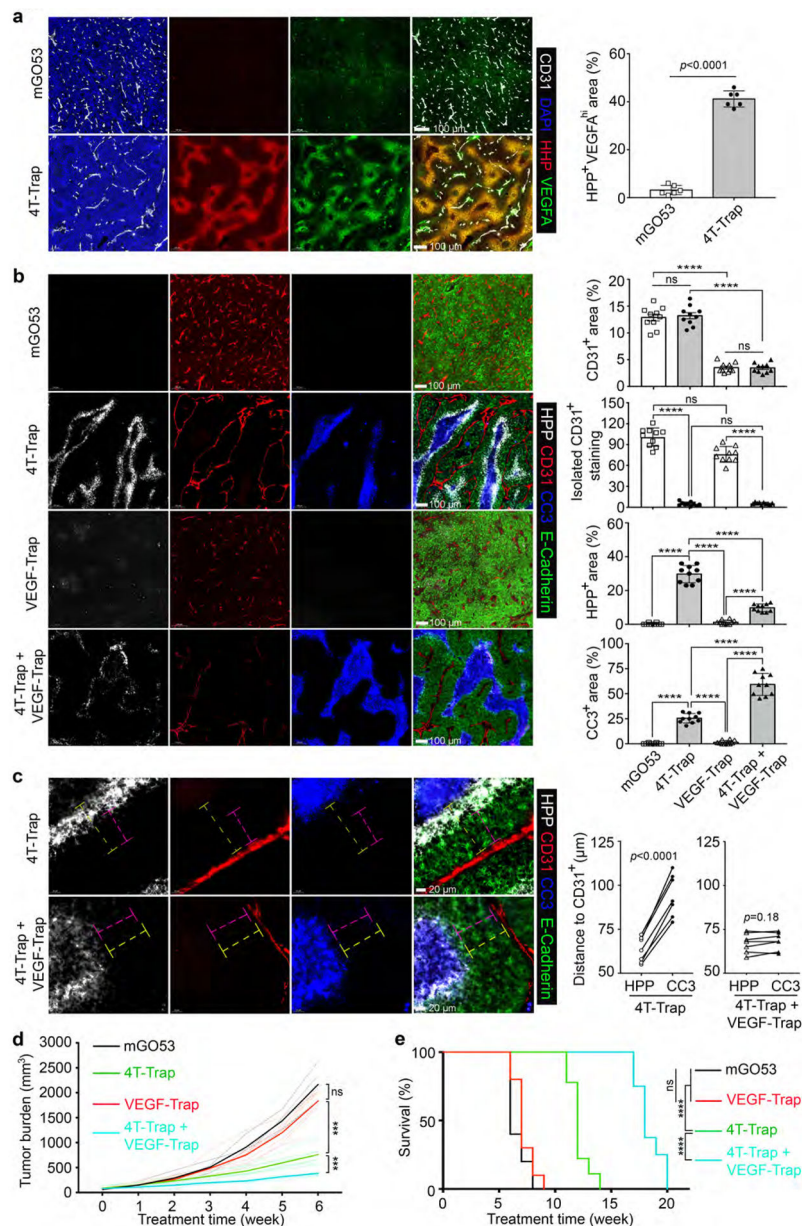 a
mGO53
4T-Trap
100 µm
100 µm
CD31 DAPI HHP VEGFA
HPP+VEGFAhi area (%)
60
40
20
0
p<0.0001
mGO53
4T-Trap
b
mGO53
4T-Trap
VEGF-Trap
4T-Trap +
VEGF-Trap
100 µm
100 µm
100 µm
100 µm
HPP CD31 CC3 E-Cadherin
CD31+ area (%)
20
15
10
5
0
****
ns
****
ns
Isolated CD31+
staining
150
120
90
60
30
0
ns
****
ns
****
HPP+ area (%)
60
40
20
0
****
****
****
****
CC3+ area (%)
100
75
50
25
0
****
****
****
****
mGO53
4T-Trap
VEGF-Trap
4T-Trap +
VEGF-Trap
c
4T-Trap
4T-Trap +
VEGF-Trap
20 µm
20 µm
HPP CD31 CC3 E-Cadherin
Distance to CD31+ (µm)
125
100
75
50
p<0.0001
HPP CC3
4T-Trap
125
100
75
50
p=0.18
HPP CC3
4T-Trap +
VEGF-Trap
d
Tumor burden (mm3)
3000
2500
2000
1500
1000
500
0
mGO53
4T-Trap
VEGF-Trap
4T-Trap +
VEGF-Trap
ns
***
***
0 1 2 3 4 5 6
Treatment time (week)
e
Survival (%)
100
50
0
0 5 10 15 20
Treatment time (week)
ns
****
****
mGO53
VEGF-Trap
4T-Trap
4T-Trap +
VEGF-Trap